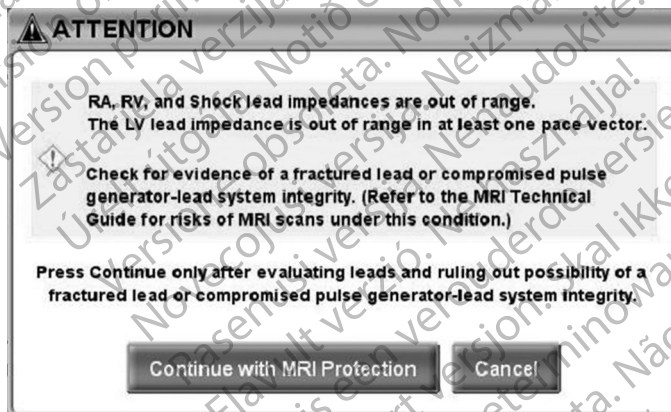 ATTENTION
RA, RV, and Shock lead impedances are out of range.
The LV lead impedance is out of range in at least one pace vector.
Check for evidence of a fractured lead or compromised pulse
generator-lead system integrity. (Refer to the MRI Technical
Guide for risks of MRI scans under this condition.)
Press Continue only after evaluating leads and ruling out possibility of a
fractured lead or compromised pulse generator-lead system integrity.
Continue with MRI Protection
Cancel